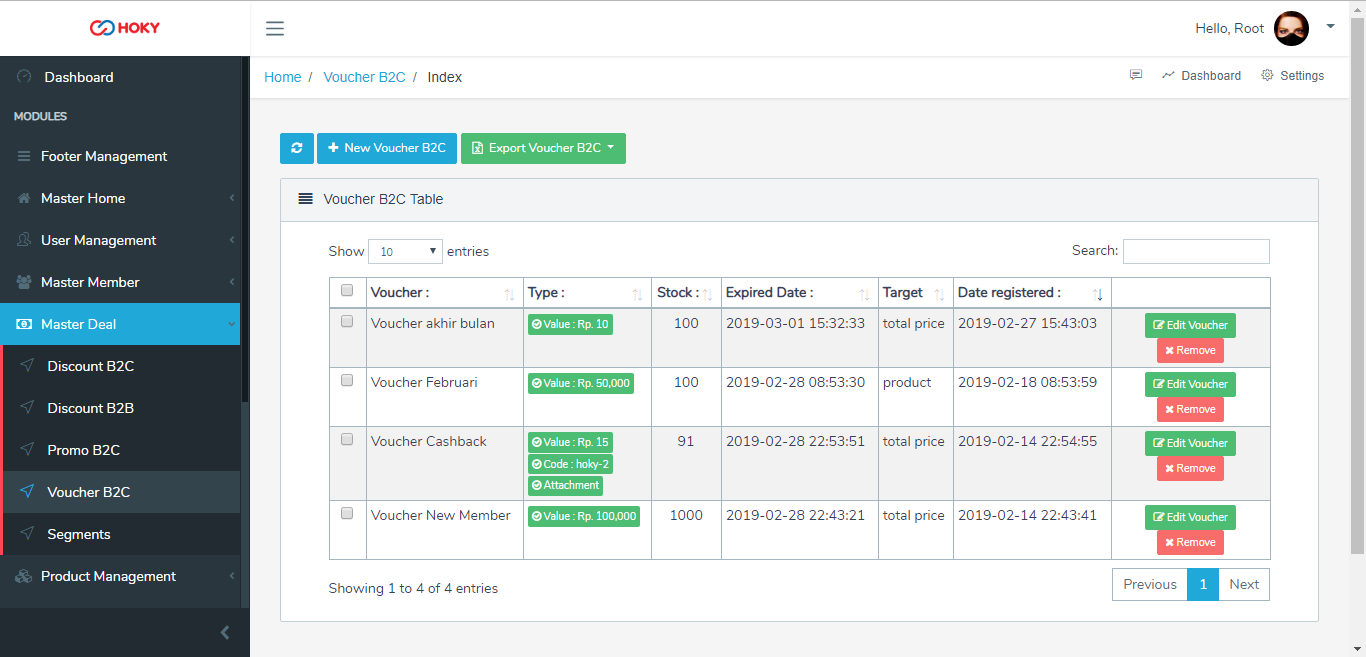 HOKY
Hello, Root
Dashboard
MODULES
Footer Management
Master Home
User Management
Master Member
Master Deal
Discount B2C
Discount B2B
Promo B2C
Voucher B2C
Segments
Product Management
Home / Voucher B2C / Index
Dashboard Settings
New Voucher B2C Export Voucher B2C
Voucher B2C Table
Show 10 entries Search:
Voucher : Type : Stock : Expired Date : Target Date registered :
Voucher akhir bulan Value : Rp. 10 100 2019-03-01 15:32:33 total price 2019-02-27 15:43:03 Edit Voucher
Remove
Voucher Februari Value : Rp. 50,000 100 2019-02-28 08:53:30 product 2019-02-18 08:53:59 Edit Voucher
Remove
Voucher Cashback Value : Rp. 15 91 2019-02-28 22:53:51 total price 2019-02-14 22:54:55 Edit Voucher
Code : hoky-2 Remove
Attachment
Voucher New Member Value : Rp. 100,000 1000 2019-02-28 22:43:21 total price 2019-02-14 22:43:41 Edit Voucher
Remove
Showing 1 to 4 of 4 entries Previous 1 Next